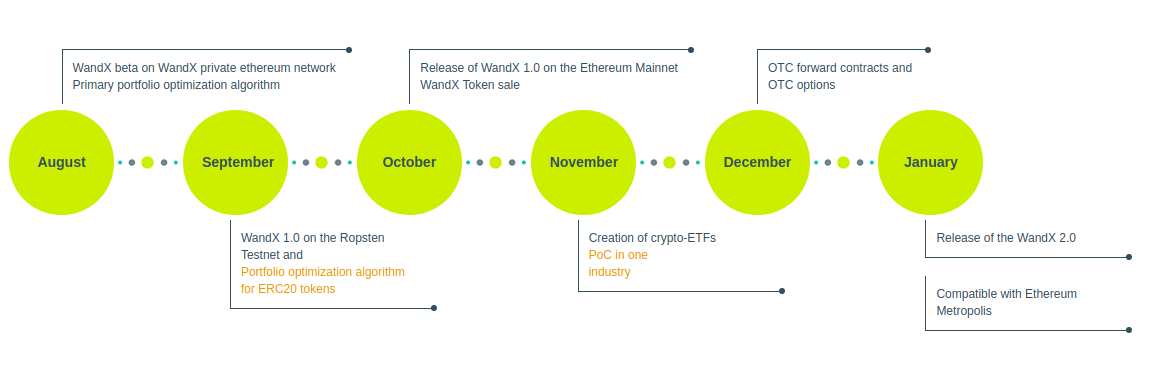 WandX beta on WandX private ethereum network
Primary portfolio optimization algorithm
Release of WandX 1.0 on the Ethereum Mainnet
WandX Token sale
OTC forward contracts and
OTC options
August
September
October
November
December
January
WandX 1.0 on the Ropsten
Testnet and
Portfolio optimization algorithm
for ERC20 tokens
Creation of crypto-ETFs
PoC in one
industry
Release of the WandX 2.0
Compatible with Ethereum
Metropolis